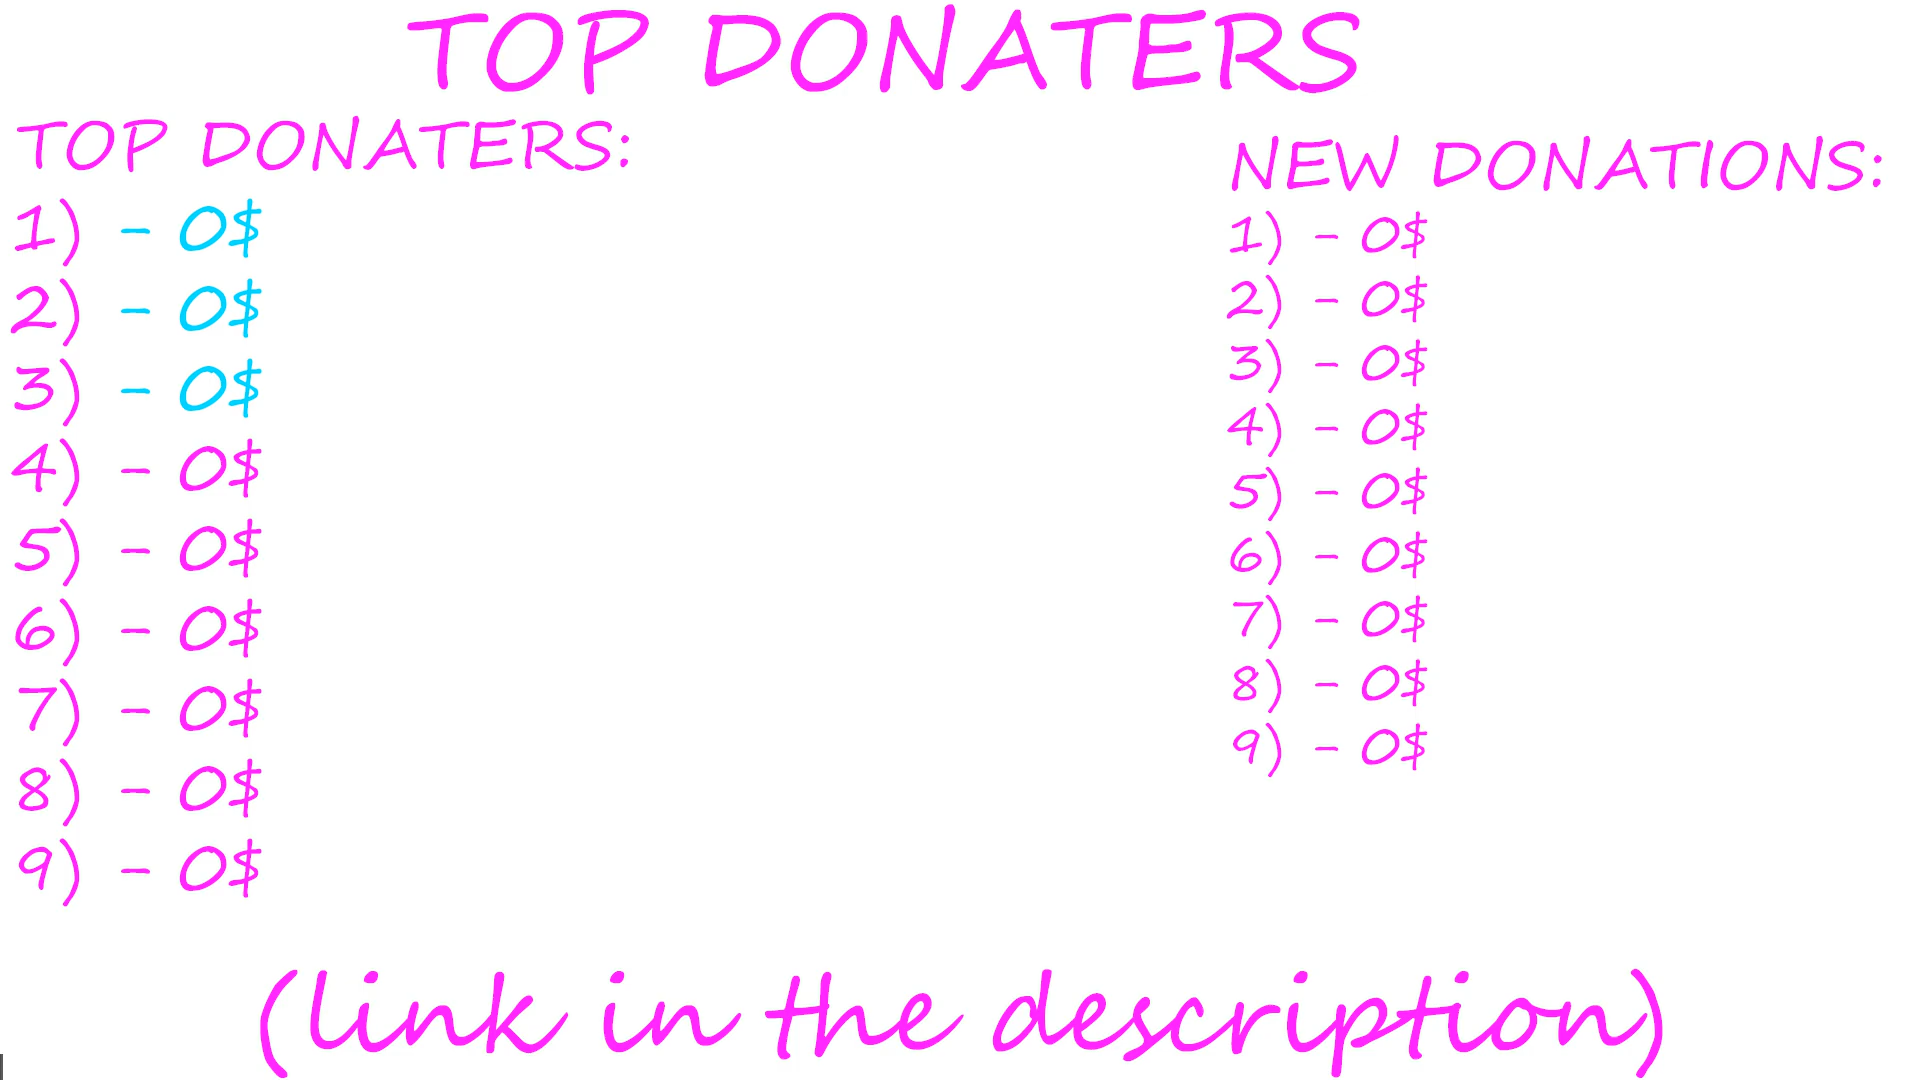 TOP DONATERS
TOP DONATERS:
1) - 0$
2) - 0$
3) - 0$
4) - 0$
5) - 0$
6) - 0$
7) - 0$
8) - 0$
9) - 0$
NEW DONATIONS:
1) - 0$
2) - 0$
3) - 0$
4) - 0$
5) - 0$
6) - 0$
7) - 0$
8) - 0$
9) - 0$
(link in the description)